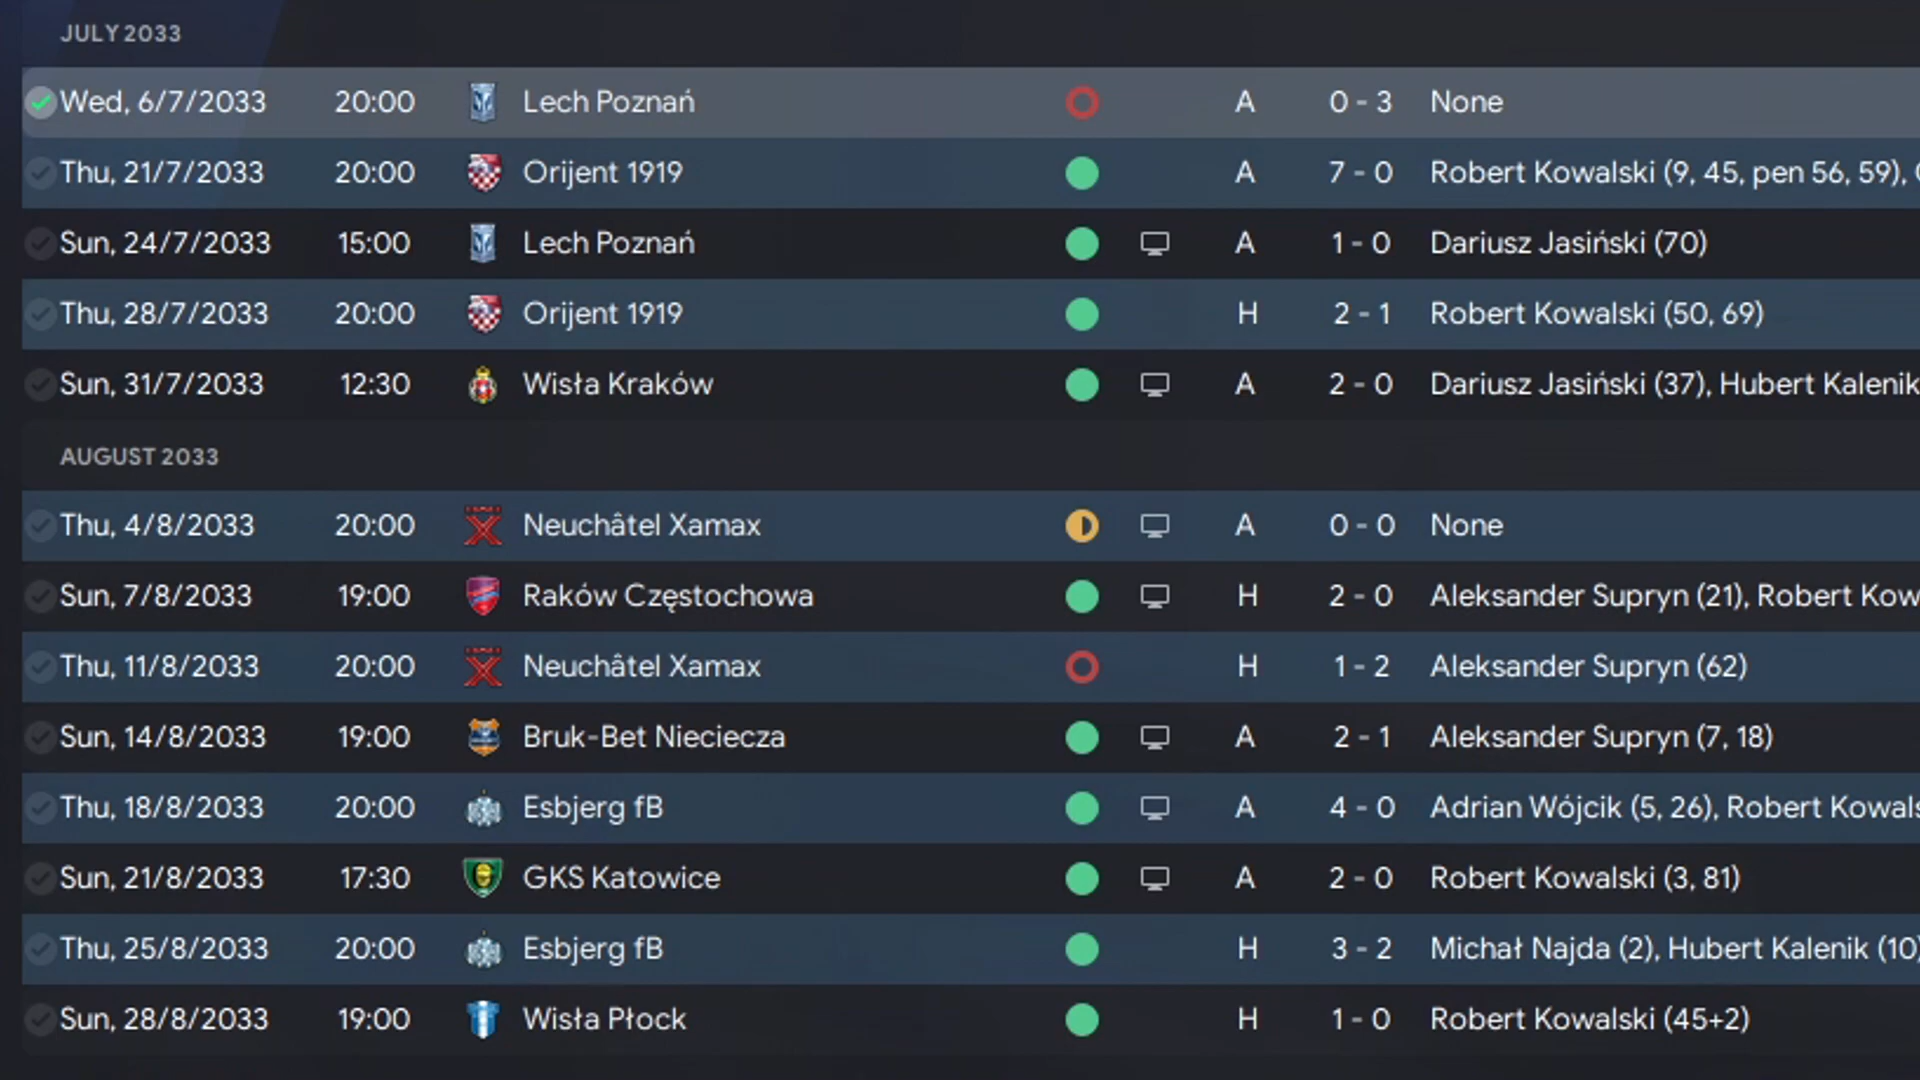 JULY 2033
Wed, 6/7/2033 20:00 Lech Poznań A 0 - 3 None
Thu, 21/7/2033 20:00 Orijent 1919 A 7 - 0 Robert Kowalski (9, 45, pen 56, 59),
Sun, 24/7/2033 15:00 Lech Poznań A 1 - 0 Dariusz Jasiński (70)
Thu, 28/7/2033 20:00 Orijent 1919 H 2 - 1 Robert Kowalski (50, 69)
Sun, 31/7/2033 12:30 Wisła Kraków A 2 - 0 Dariusz Jasiński (37), Hubert Kalenik
AUGUST 2033
Thu, 4/8/2033 20:00 Neuchâtel Xamax A 0 - 0 None
Sun, 7/8/2033 19:00 Raków Częstochowa H 2 - 0 Aleksander Supryn (21), Robert Kow
Thu, 11/8/2033 20:00 Neuchâtel Xamax H 1 - 2 Aleksander Supryn (62)
Sun, 14/8/2033 19:00 Bruk-Bet Nieciecza A 2 - 1 Aleksander Supryn (7, 18)
Thu, 18/8/2033 20:00 Esbjerg fB A 4 - 0 Adrian Wójcik (5, 26), Robert Kowals
Sun, 21/8/2033 17:30 GKS Katowice A 2 - 0 Robert Kowalski (3, 81)
Thu, 25/8/2033 20:00 Esbjerg fB H 3 - 2 Michał Najda (2), Hubert Kalenik (10)
Sun, 28/8/2033 19:00 Wisła Płock H 1 - 0 Robert Kowalski (45+2)